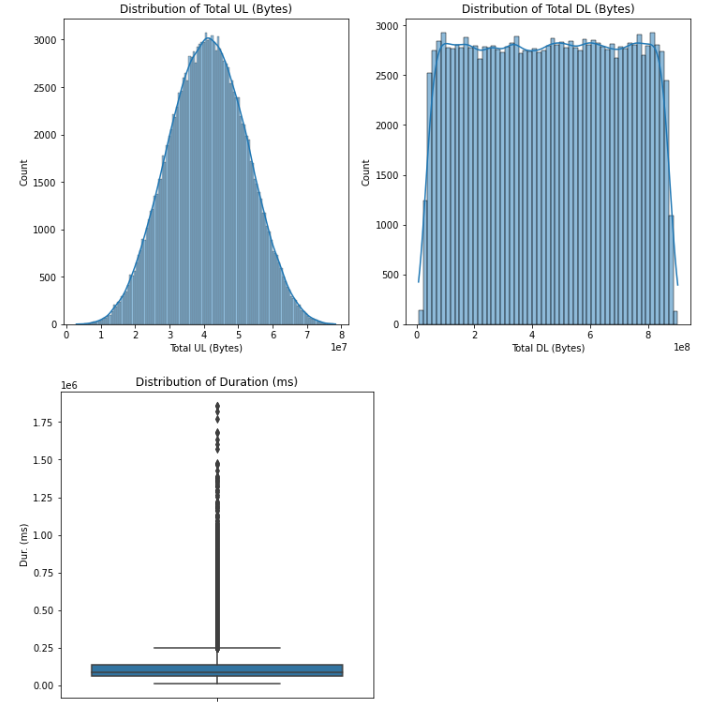 Distribution of Total UL (Bytes)
3000
2500
2000
1500
1000
500
0
Count
0 1 2 3 4 5 6 7 8
1e7
Total UL (Bytes)
Distribution of Total DL (Bytes)
3000
2500
2000
1500
1000
500
0
Count
0 2 4 6 8
1e8
Total DL (Bytes)
Distribution of Duration (ms)
1e6
1.75
1.50
1.25
1.00
0.75
0.50
0.25
0.00
Dur. (ms)